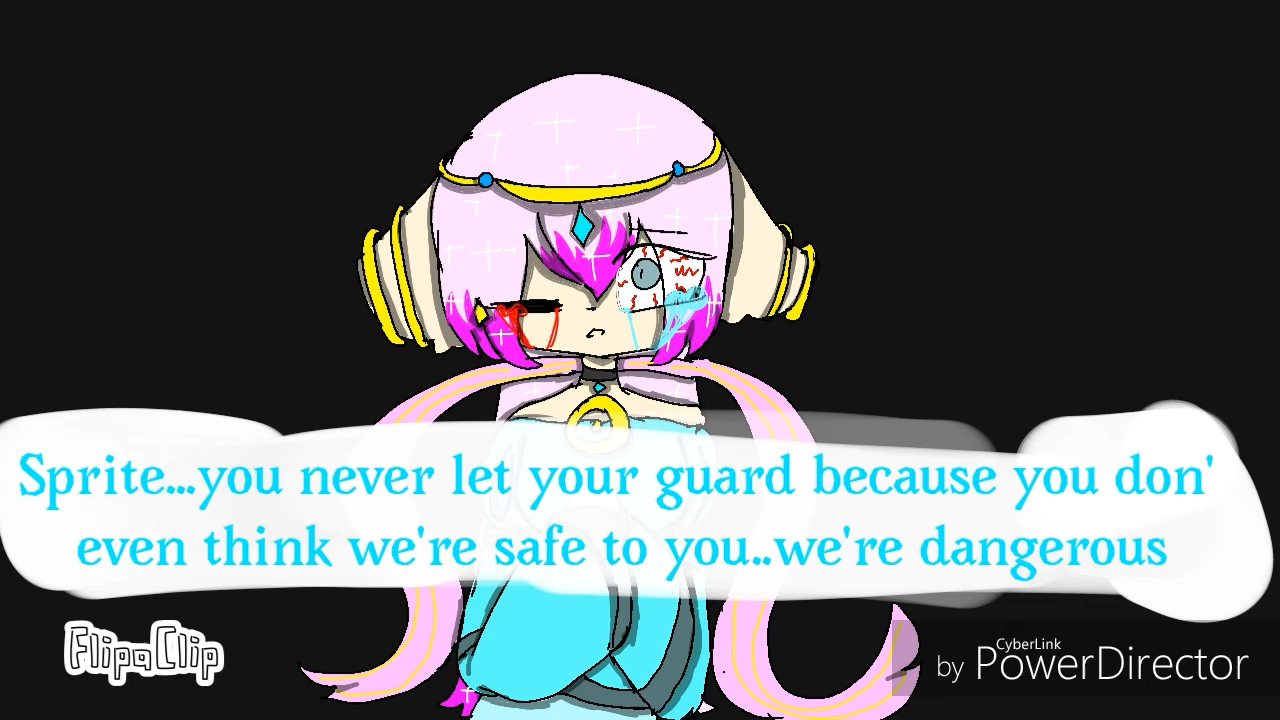 Sprite...you never let your guard because you don'
even think we're safe to you..we're dangerous
FlipaClip
CyberLink
by PowerDirector